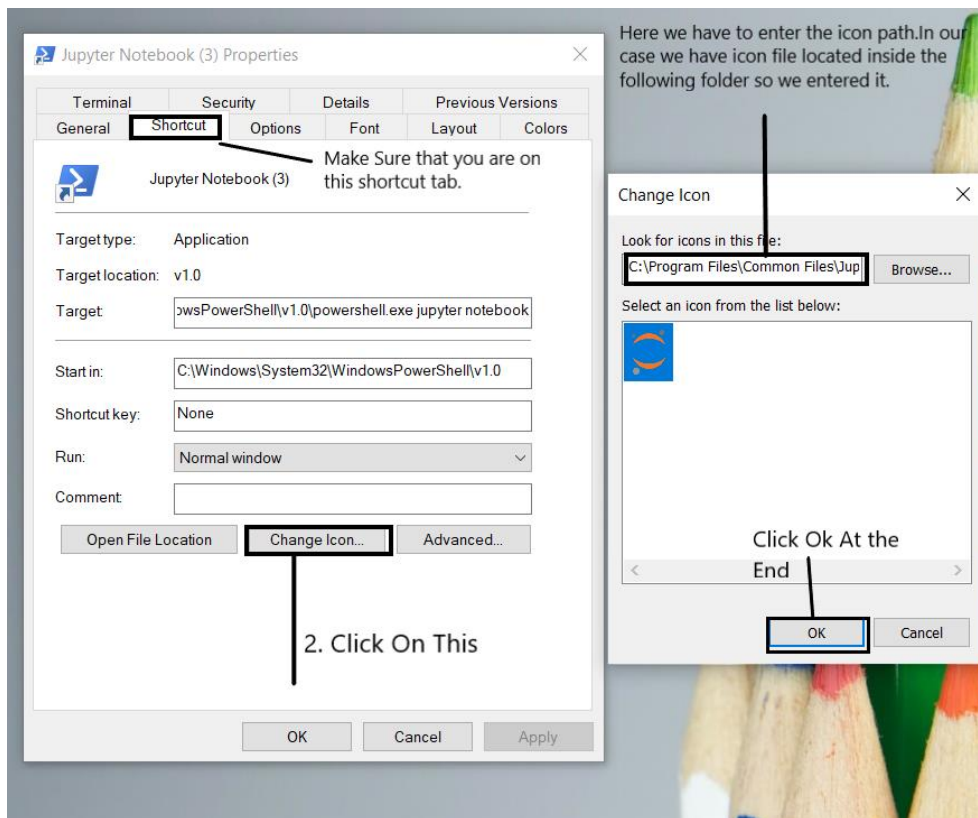 Here we have to enter the icon path.In our
case we have icon file located inside the
following folder so we entered it.
Jupyter Notebook (3) Properties
Terminal Security Details Previous Versions
General Shortcut Options Font Layout Colors
Make Sure that you are on
this shortcut tab.
Jupyter Notebook (3)
Target type: Application
Target location: v1.0
Target: owsPowerShell\v1.0\powershell.exe jupyter notebook
Start in: C:\Windows\System32\WindowsPowerShell\v1.0
Shortcut key: None
Run: Normal window
Comment:
Open File Location Change Icon... Advanced...
2. Click On This
OK Cancel Apply
Change Icon
Look for icons in this file:
C:\Program Files\Common Files\Jup Browse...
Select an icon from the list below:
Click Ok At the
End
OK Cancel